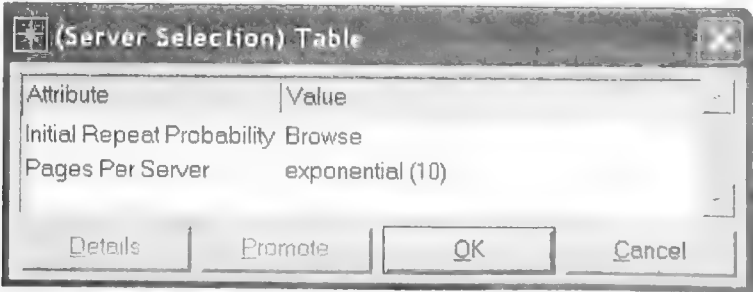 (Server Selection) Table
Attribute Value
Initial Repeat Probability Browse
Pages Per Server exponential (10)
Details Promote OK Cancel